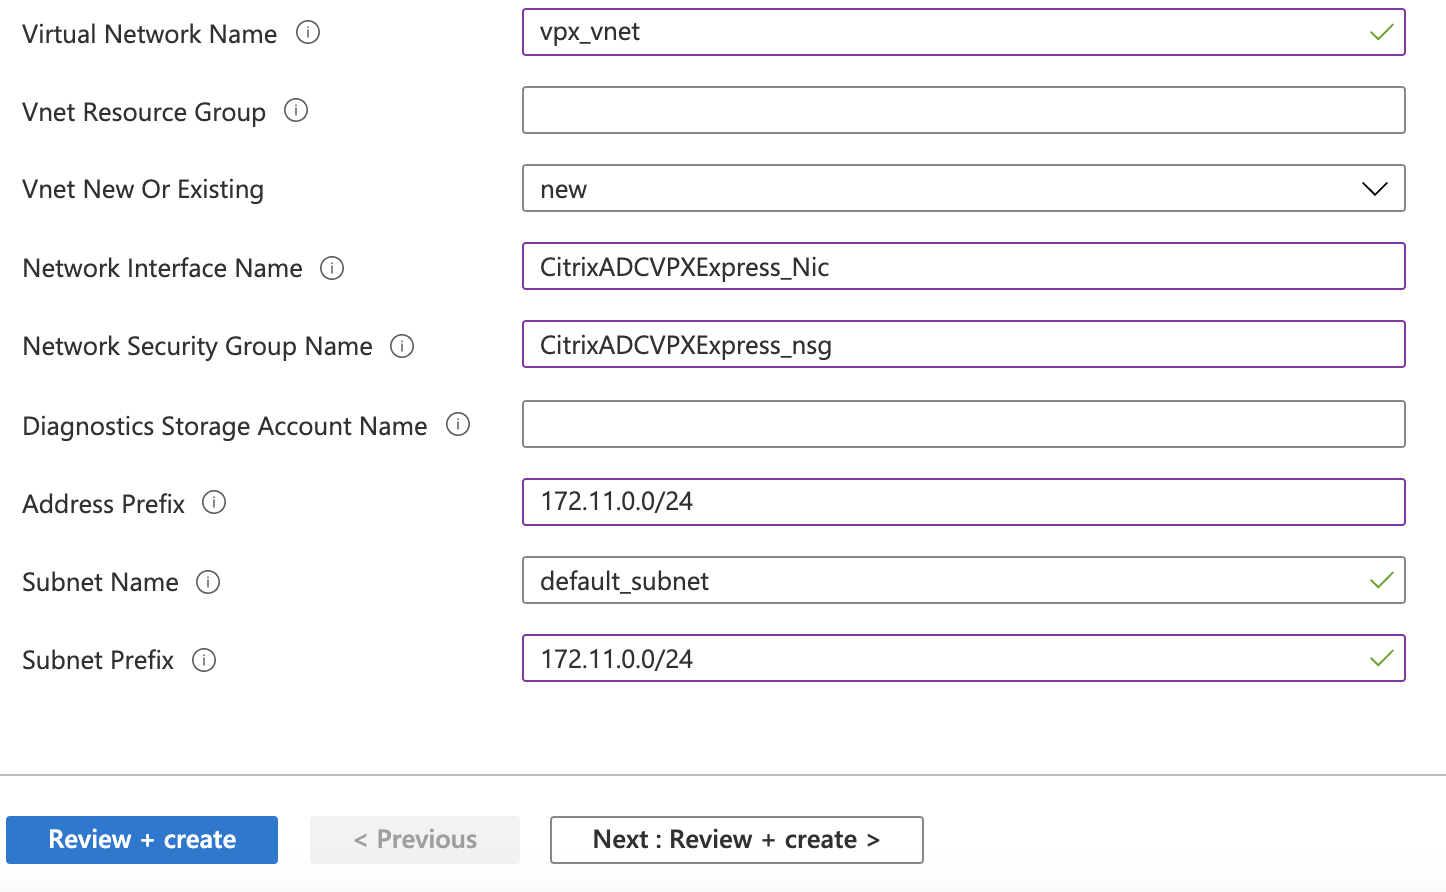 Virtual Network Name
vpx_vnet
Vnet Resource Group
Vnet New Or Existing
new
Network Interface Name
CitrixADCVPXExpress_Nic
Network Security Group Name
CitrixADCVPXExpress_nsg
Diagnostics Storage Account Name
Address Prefix
172.11.0.0/24
Subnet Name
default_subnet
Subnet Prefix
172.11.0.0/24
Review + create
< Previous
Next : Review + create >